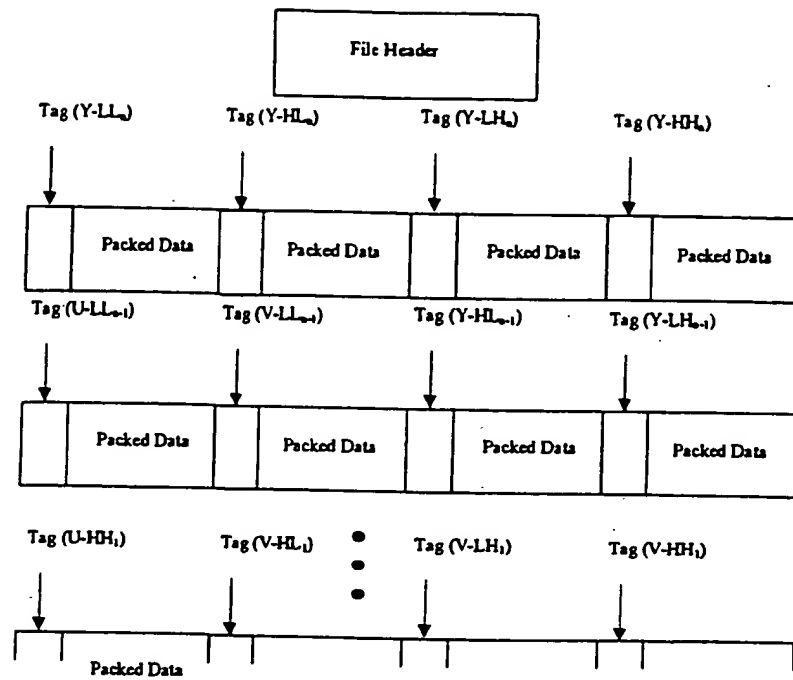 File Header
Tag (Y-LLₙ) Tag (Y-HLₙ) Tag (Y-LHₙ) Tag (Y-HHₙ)
Packed Data Packed Data Packed Data Packed Data
Tag (U-LLₙ₋₁) Tag (V-LLₙ₋₁) Tag (Y-HLₙ₋₁) Tag (Y-LHₙ₋₁)
Packed Data Packed Data Packed Data Packed Data
Tag (U-HH₁) Tag (V-HL₁) Tag (V-LH₁) Tag (V-HH₁)
Packed Data